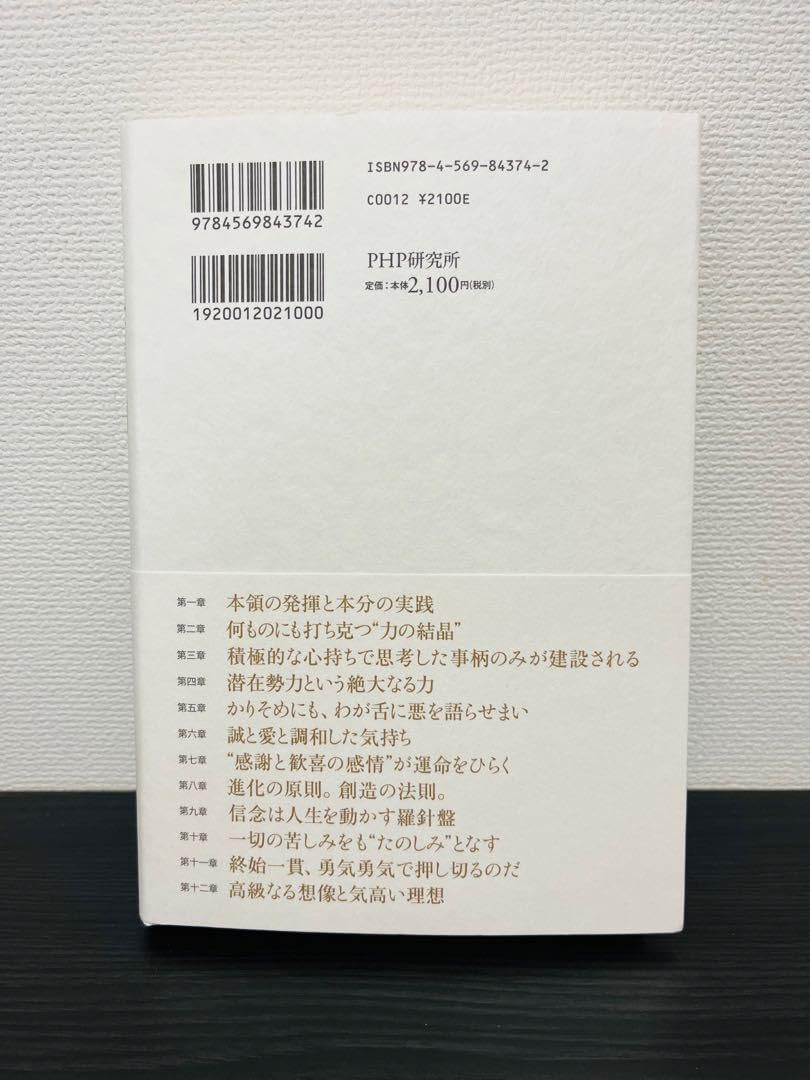 ISBN978-4-569-84374-2
9784569843742
C0012 ¥2100E
PHP研究所
定価：本体2,100円(税別)
1920012021000
第一章 本領の発揮と本分の実践
第二章 何ものにも打ち克つ“力の結晶”
第三章 積極的な心持ちで思考した事柄のみが建設される
第四章 潜在勢力という絶大なる力
第五章 かりそめにも、わが舌に悪を語らせまい
第六章 誠と愛と調和した気持ち
第七章 “感謝と歓喜の感情”が運命をひらく
第八章 進化の原則。創造の法則。
第九章 信念は人生を動かす羅針盤
第十章 一切の苦しみをも“たのしみ”となす
第十一章 終始一貫、勇気勇気で押し切るのだ
第十二章 高級なる想像と気高い理想